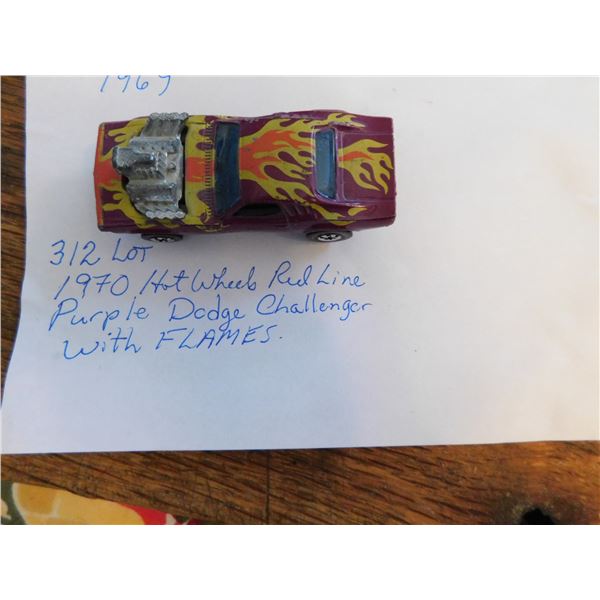 1969
312 Lot
1970 Hot Wheels Red Line
Purple Dodge Challenger
with FLAMES.